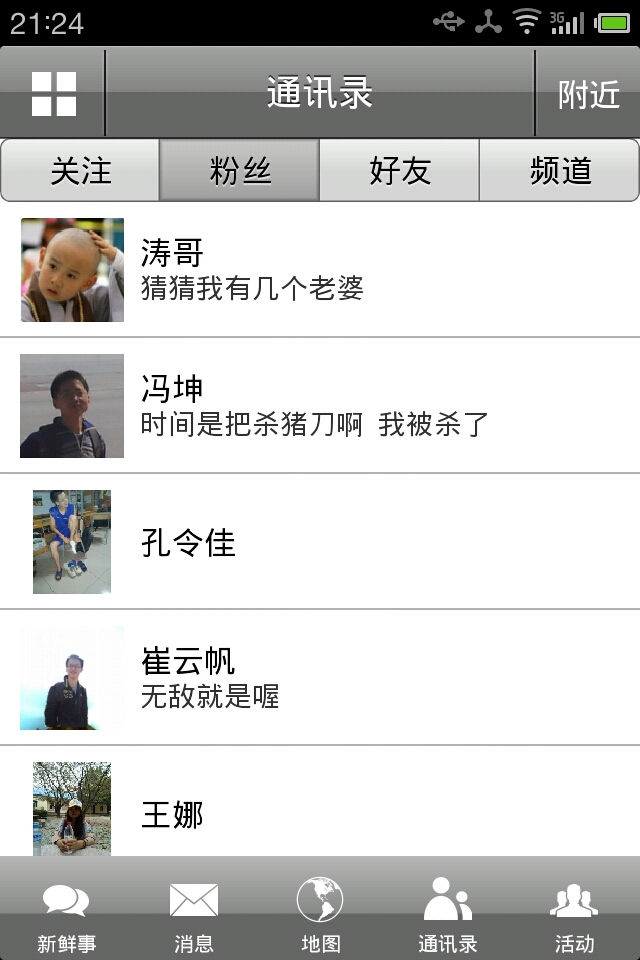 21:24
3G
通讯录
附近
关注
粉丝
好友
频道
涛哥
猜猜我有几个老婆
冯坤
时间是把杀猪刀啊 我被杀了
孔令佳
崔云帆
无敌就是喔
王娜
新鲜事
消息
地图
通讯录
活动